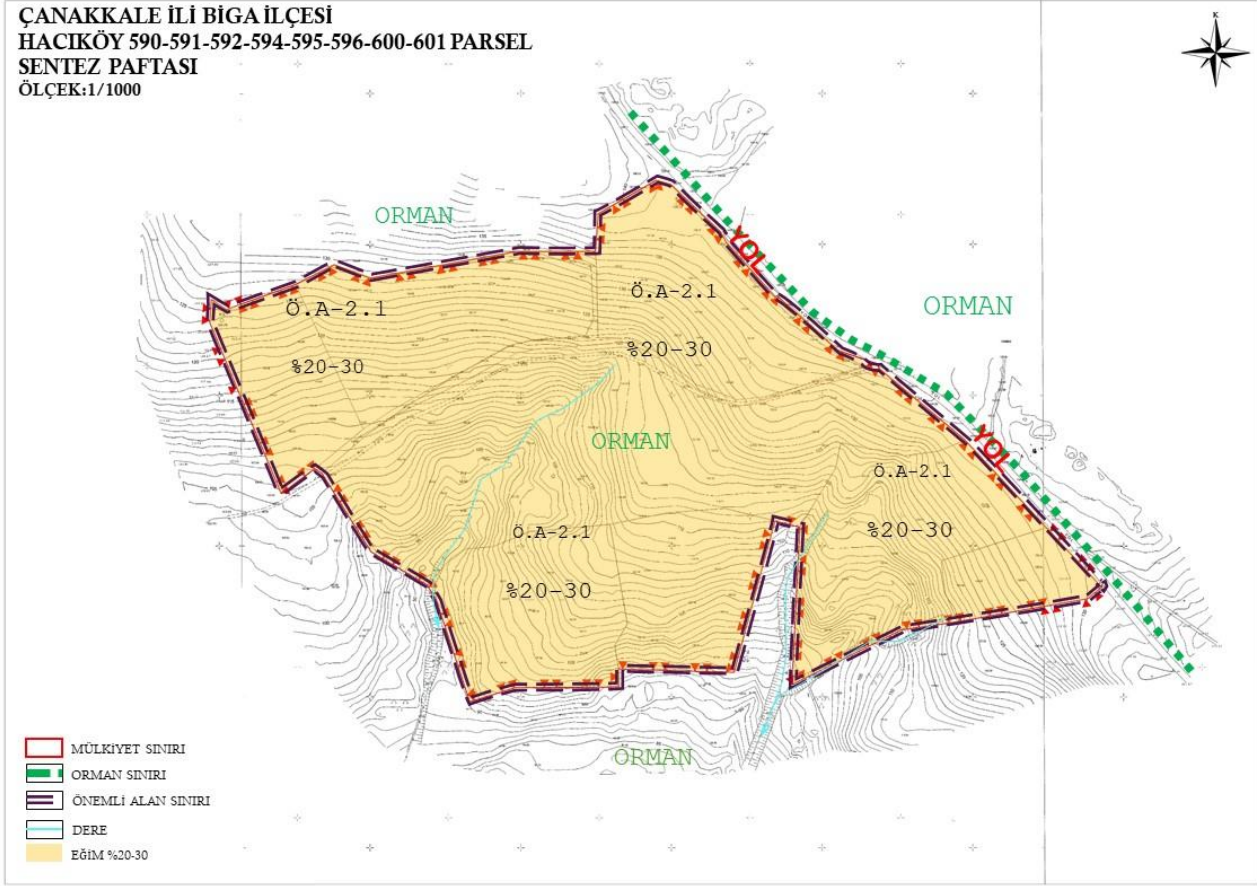 ÇANAKKALE İLİ BİGA İLÇESİ
HACIKÖY 590-591-592-594-595-596-600-601 PARSEL
SENTEZ PAFTASI
ÖLÇEK:1/1000
K
ORMAN
YOL
Ö.A-2.1
ORMAN
Ö.A-2.1
%20-30
%20-30
ORMAN
YOL
Ö.A-2.1
Ö.A-2.1
%20-30
%20-30
ORMAN
MÜLKİYET SINIRI
ORMAN SINIRI
ÖNEMLİ ALAN SINIRI
DERE
EĞİM %20-30